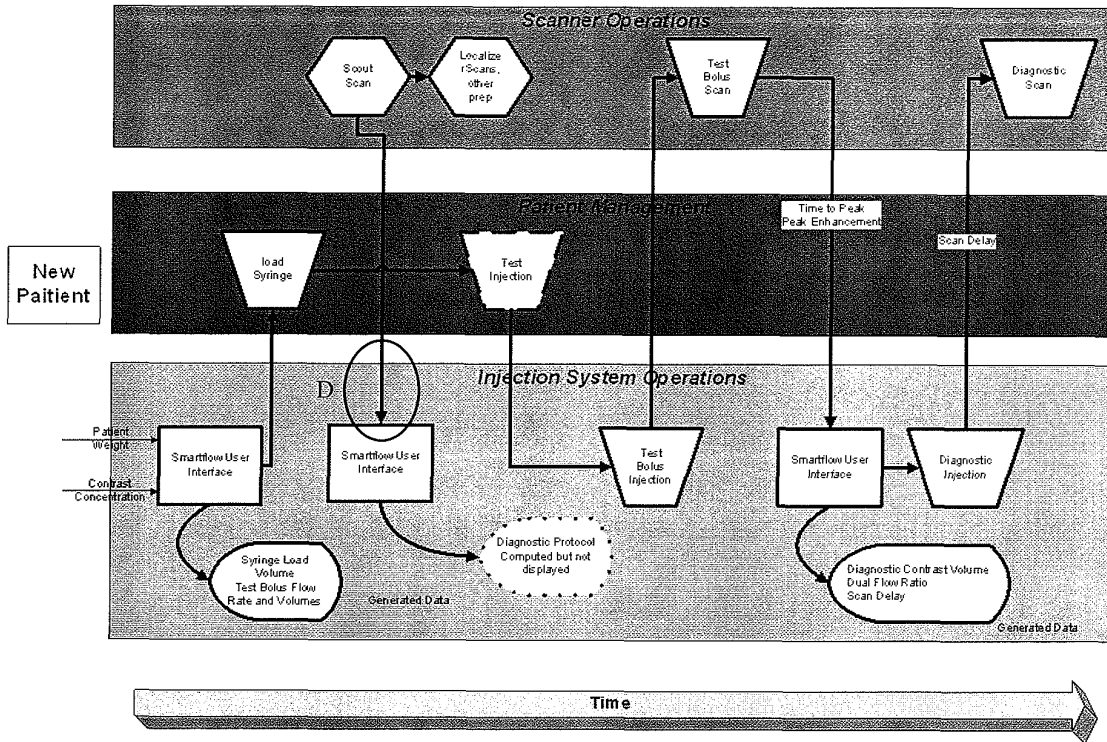 Scanner Operations
Scout
Scan
Localize
rScans,
other
prep
Test
Bolus
Scan
Diagnostic
Scan
Patient Management
Time to Peak
Peak Enhancement
Scan Delay
New
Paitient
load
Syringe
Test
Injection
Injection System Operations
D
Patient
Weight
Contrast
Concentration
Smartflow User
Interface
Smartflow User
Interface
Test
Bolus
Injection
Smartflow User
Interface
Diagnostic
Injection
Syringe Load
Volume
Test Bolus Flow
Rate and Volumes
Generated Data
Diagnostic Protocol
Computed but not
displayed
Diagnostic Contrast Volume
Dual Flow Ratio
Scan Delay
Generated Data
Time